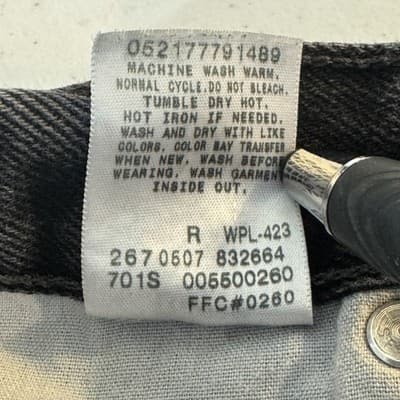 052177791489
MACHINE WASH WARM,
NORMAL CYCLE. DO NOT BLEACH.
TUMBLE DRY HOT.
HOT IRON IF NEEDED.
WASH AND DRY WITH LIKE
COLORS. COLOR BAY TRANSFER
WHEN NEW. WASH BEFORE
WEARING. WASH GARMENT
INSIDE OUT.
R WPL-423
267 0507 832664
701S 005500260
FFC#0260